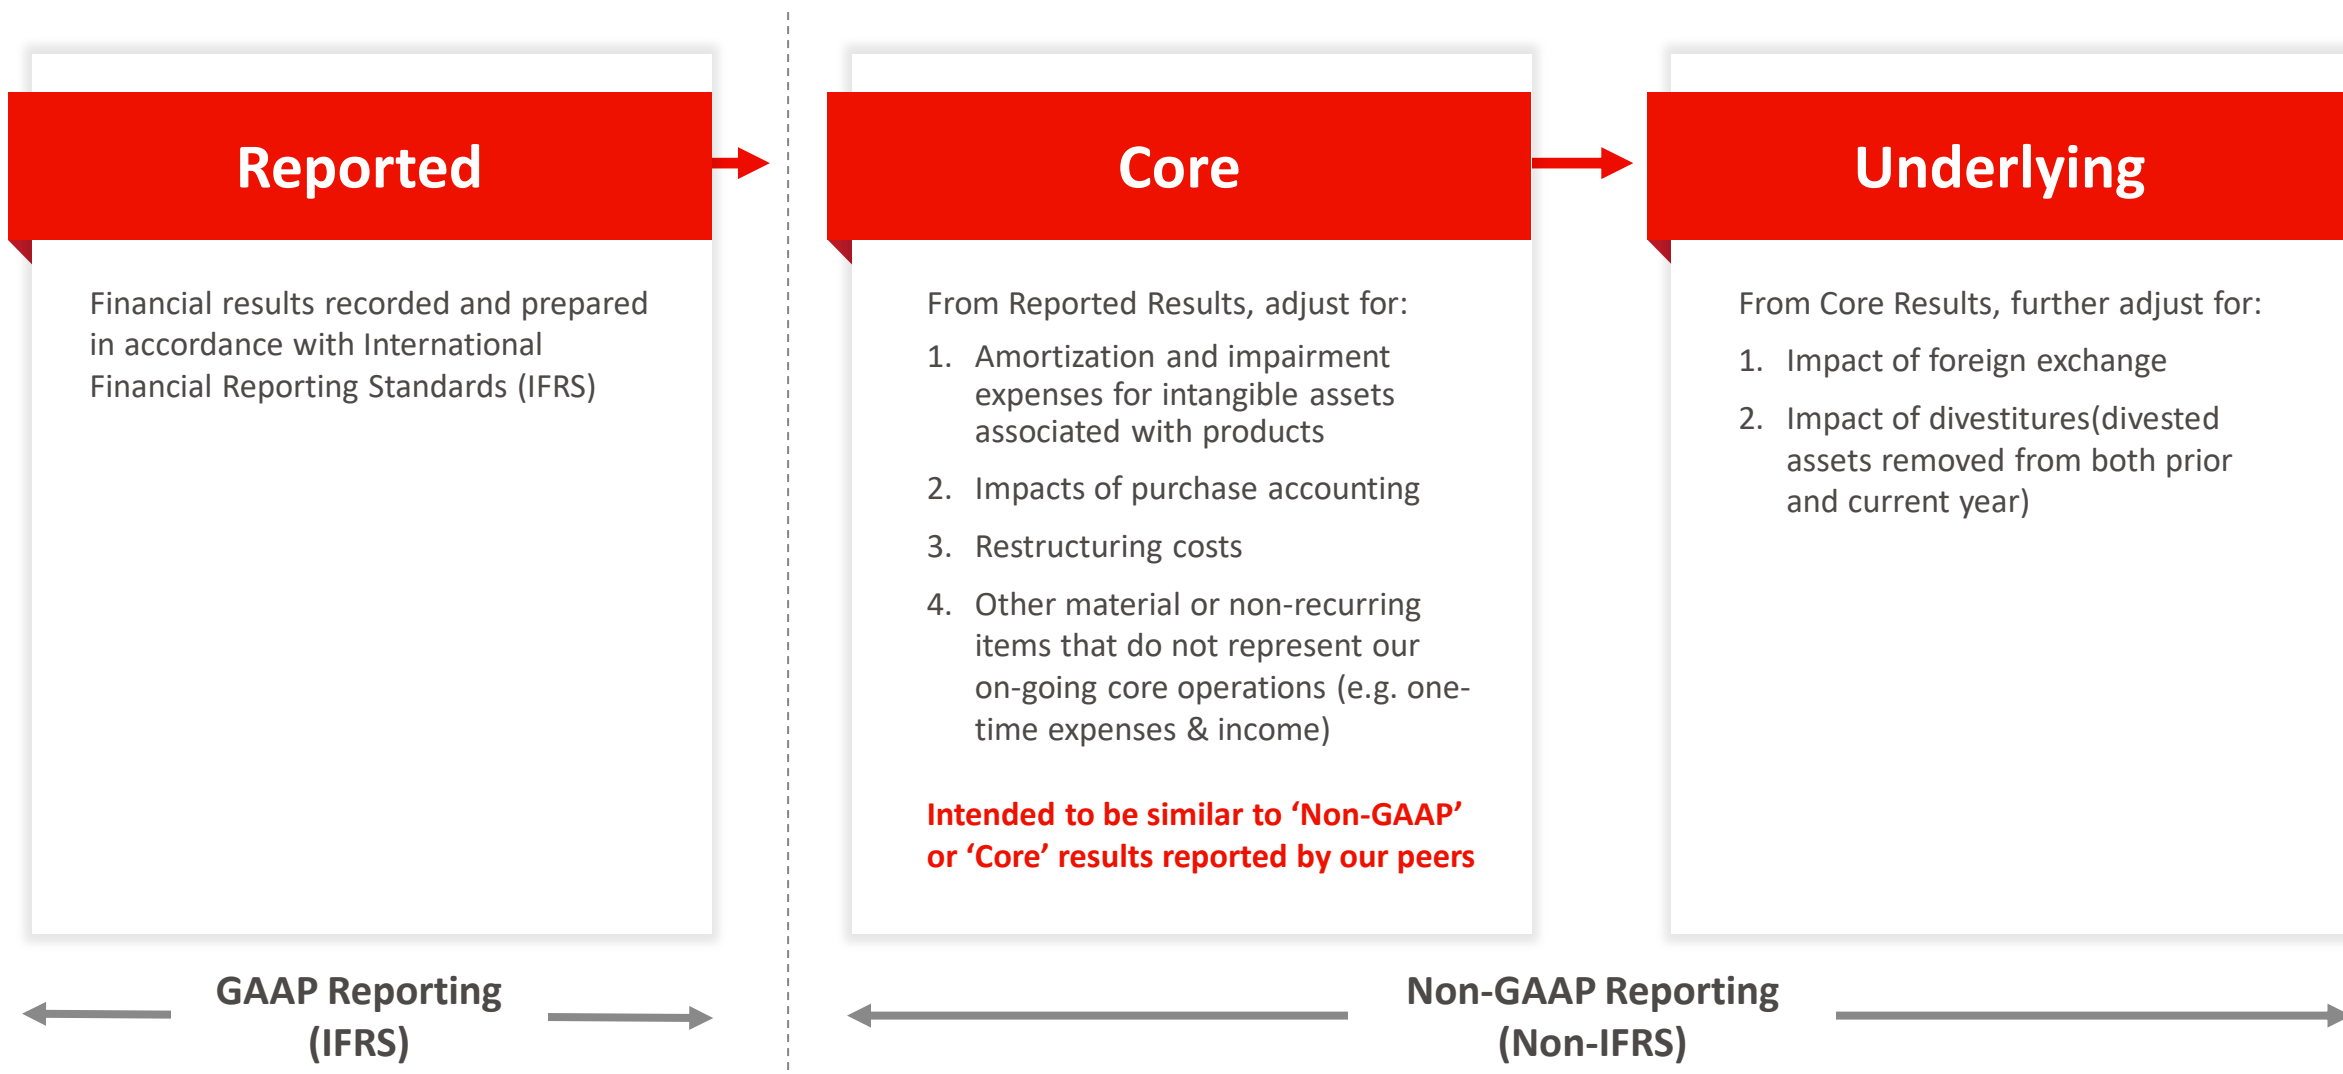 Reported
Financial results recorded and prepared
in accordance with International
Financial Reporting Standards (IFRS)
Core
From Reported Results, adjust for:
1. Amortization and impairment
expenses for intangible assets
associated with products
2. Impacts of purchase accounting
3. Restructuring costs
4. Other material or non-recurring
items that do not represent our
on-going core operations (e.g. one-
time expenses & income)
Intended to be similar to ‘Non-GAAP’
or ‘Core’ results reported by our peers
Underlying
From Core Results, further adjust for:
1. Impact of foreign exchange
2. Impact of divestitures(divested
assets removed from both prior
and current year)
GAAP Reporting
(IFRS)
Non-GAAP Reporting
(Non-IFRS)